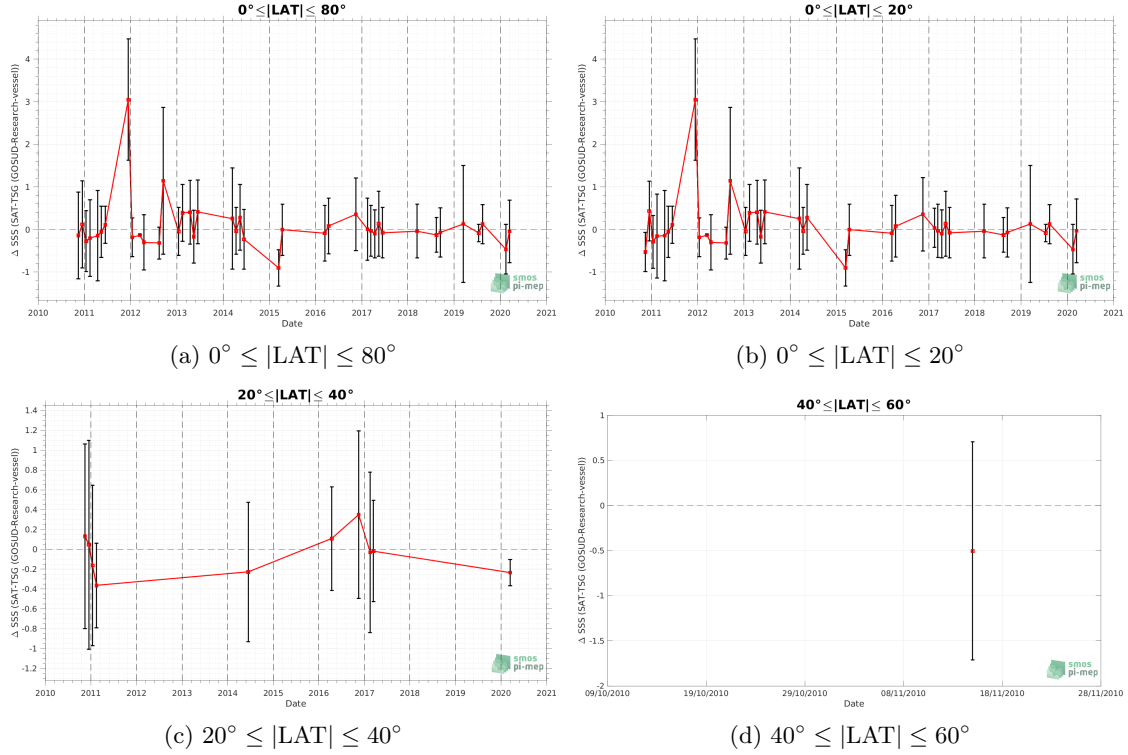 0°≤|LAT|≤ 80°
Δ SSS (SAT-TSG (GOSUD-Research-vessel))
4
3
2
1
0
-1
2010 2011 2012 2013 2014 2015 2016 2017 2018 2019 2020 2021
Date
smos
pi-mep
(a) 0° ≤ |LAT| ≤ 80°
0°≤|LAT|≤ 20°
Δ SSS (SAT-TSG (GOSUD-Research-vessel))
4
3
2
1
0
-1
2010 2011 2012 2013 2014 2015 2016 2017 2018 2019 2020 2021
Date
smos
pi-mep
(b) 0° ≤ |LAT| ≤ 20°
20°≤|LAT|≤ 40°
Δ SSS (SAT-TSG (GOSUD-Research-vessel))
1.4
1.2
1
0.8
0.6
0.4
0.2
0
-0.2
-0.4
-0.6
-0.8
-1
-1.2
2010 2011 2012 2013 2014 2015 2016 2017 2018 2019 2020 2021
Date
smos
pi-mep
(c) 20° ≤ |LAT| ≤ 40°
40°≤|LAT|≤ 60°
Δ SSS (SAT-TSG (GOSUD-Research-vessel))
1
0.5
0
-0.5
-1
-1.5
-2
09/10/2010 19/10/2010 29/10/2010 08/11/2010 18/11/2010 28/11/2010
Date
smos
pi-mep
(d) 40° ≤ |LAT| ≤ 60°